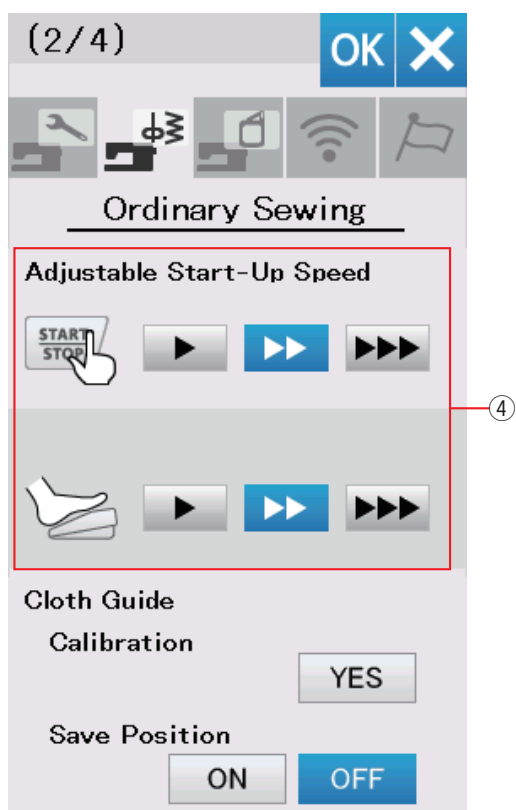 (2/4)
OK
Ordinary Sewing
Adjustable Start-Up Speed
START
STOP
④
Cloth Guide
Calibration
YES
Save Position
ON OFF